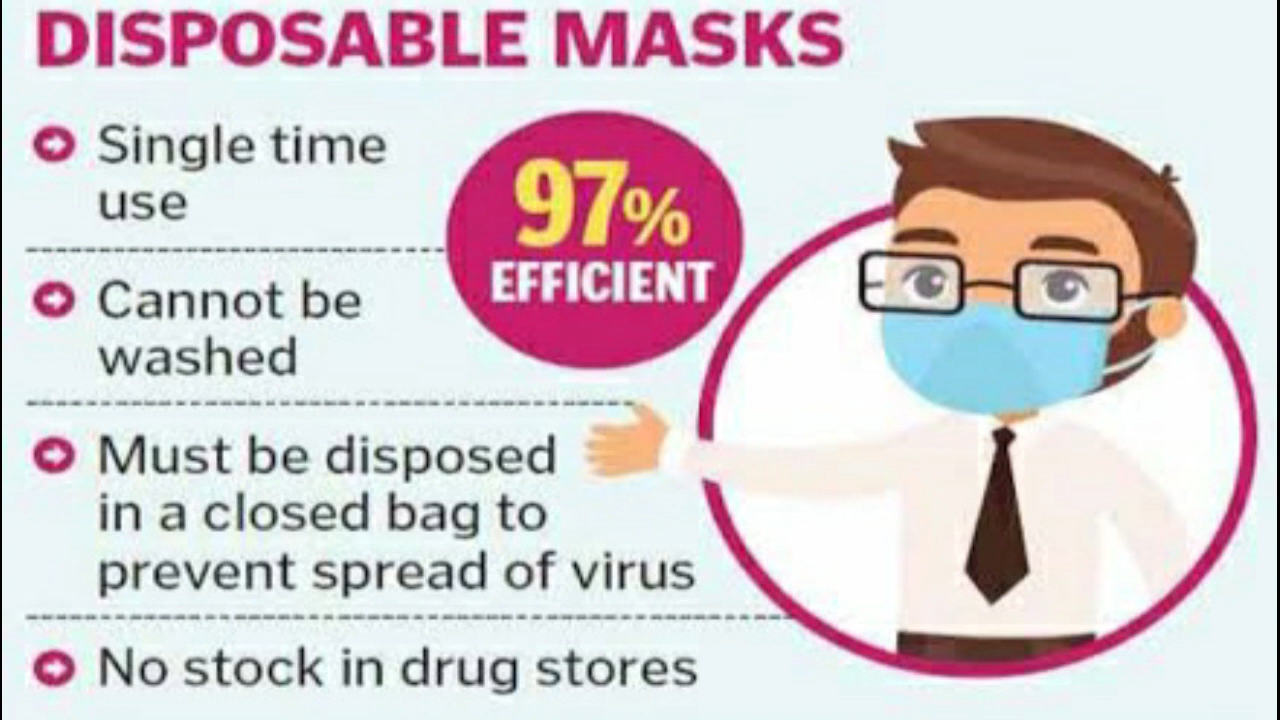 DISPOSABLE MASKS
Single time
use
97%
EFFICIENT
Cannot be
washed
Must be disposed
in a closed bag to
prevent spread of virus
No stock in drug stores